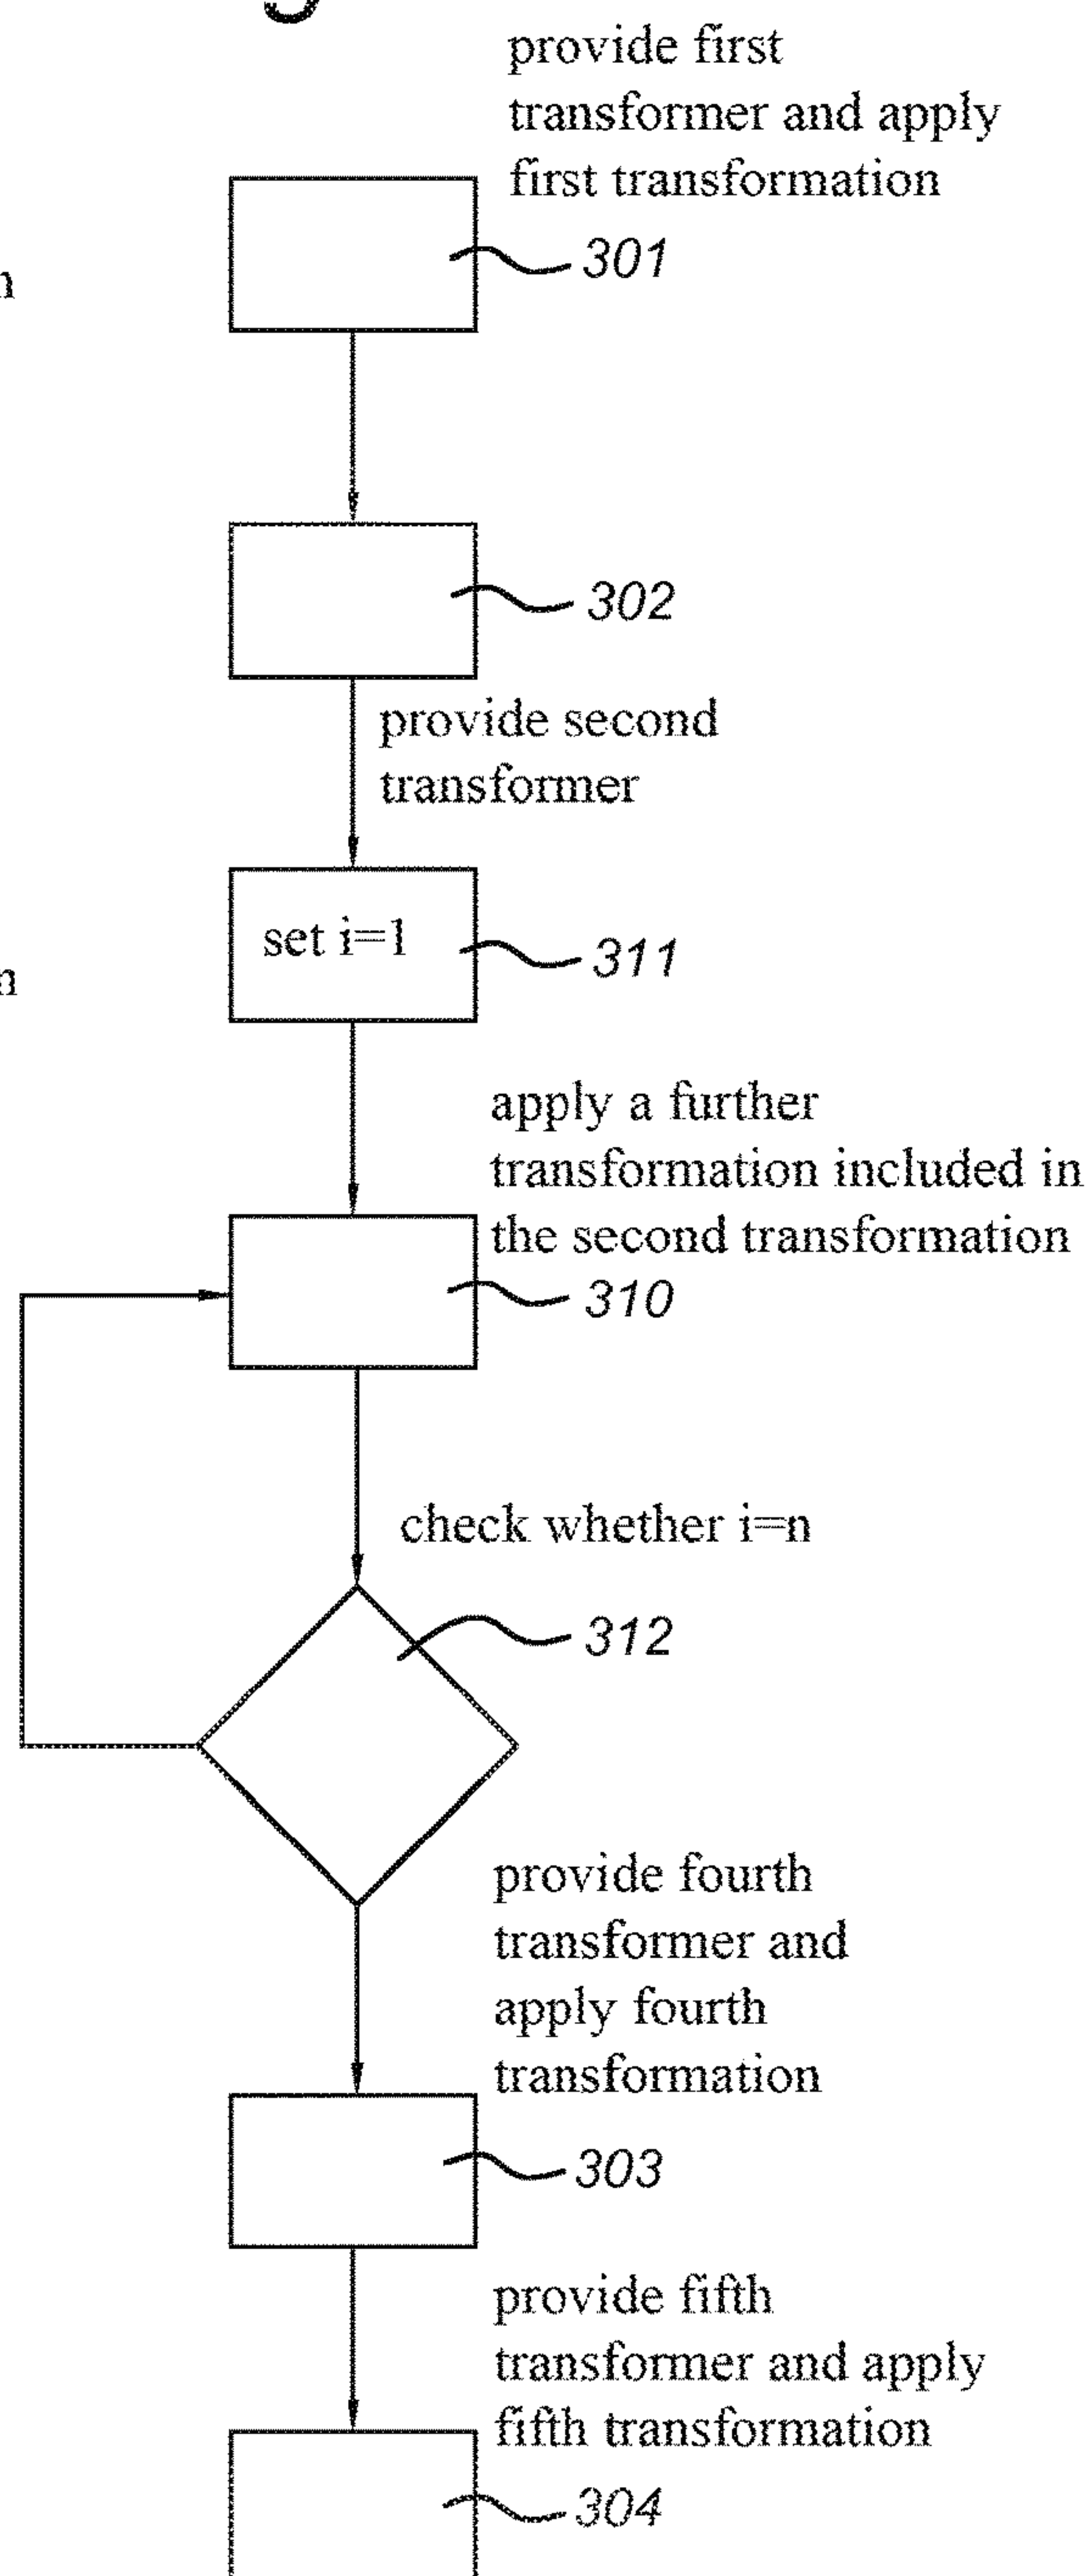 provide first
transformer and apply
first transformation
301
302
provide second
transformer
set i=1
311
apply a further
transformation included in
the second transformation
310
check whether i=n
312
provide fourth
transformer and
apply fourth
transformation
303
provide fifth
transformer and apply
fifth transformation
304